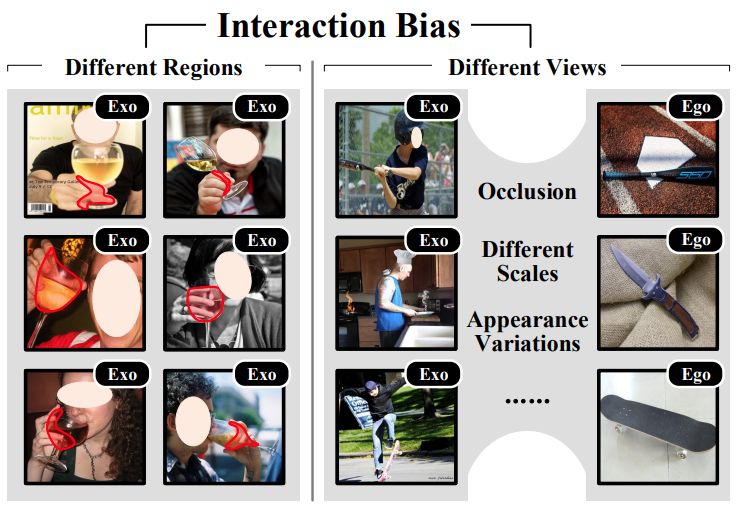 Interaction Bias
Different Regions
Different Views
Exo
Exo
Exo
Exo
Exo
Exo
Exo
Exo
Exo
Occlusion
Different
Scales
Appearance
Variations
......
Ego
Ego
Ego